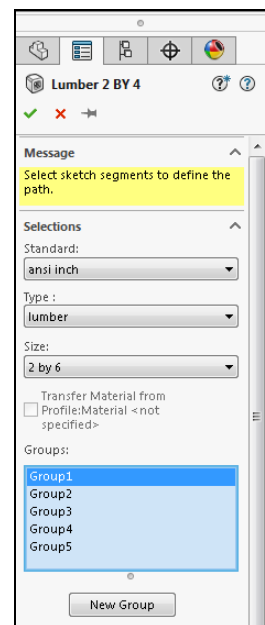 Lumber 2 BY 4
Message
Select sketch segments to define the
path.
Selections
Standard:
ansi inch
Type :
lumber
Size:
2 by 6
Transfer Material from
Profile:Material <not
specified>
Groups:
Group1
Group2
Group3
Group4
Group5
New Group